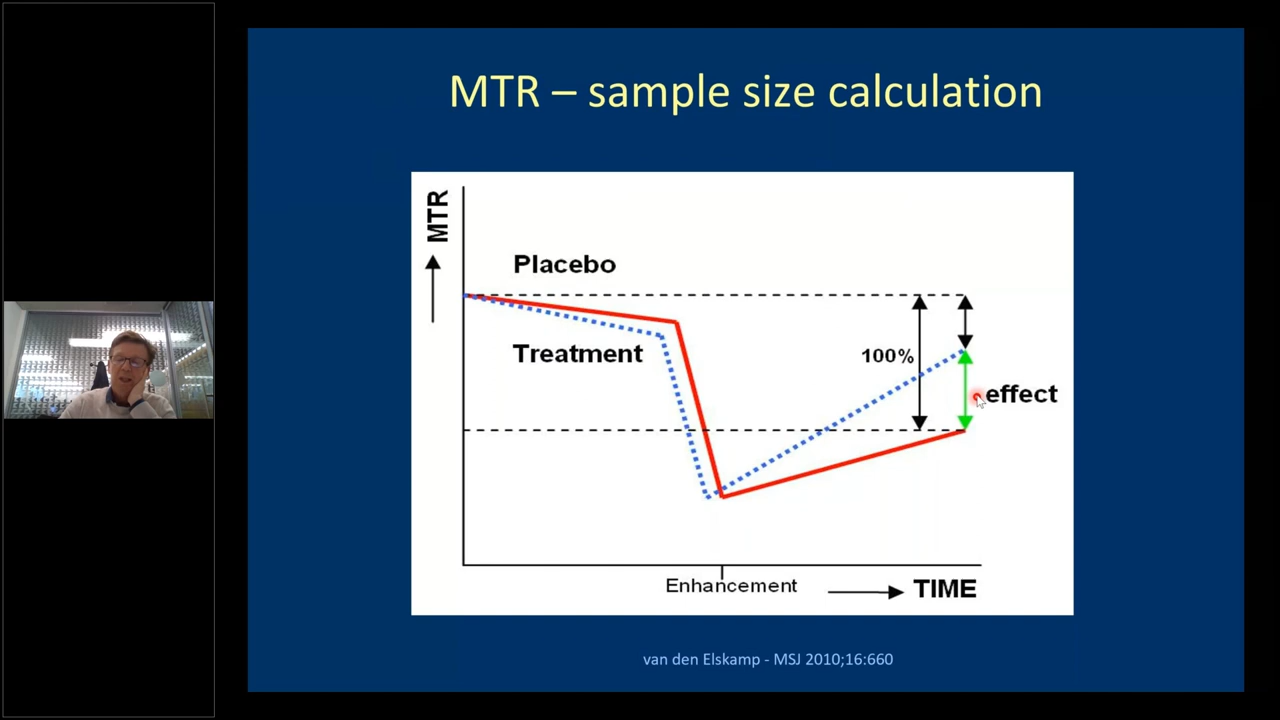 MTR – sample size calculation
MTR
Placebo
Treatment
100%
effect
Enhancement
TIME
van den Elskamp - MSJ 2010;16:660